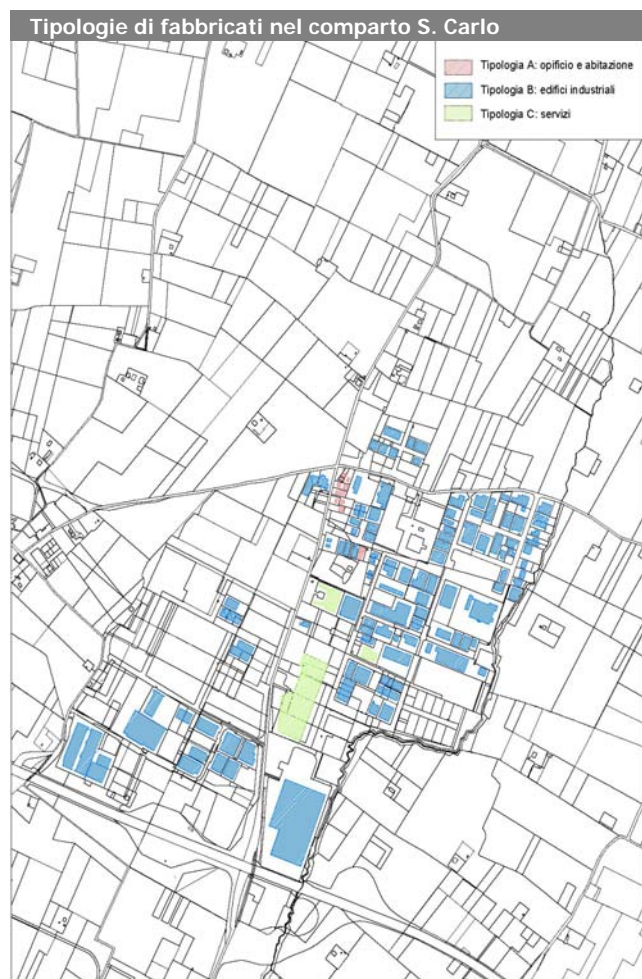 Tipologie di fabbricati nel comparto S. Carlo
Tipologia A: opificio e abitazione
Tipologia B: edifici industriali
Tipologia C: servizi